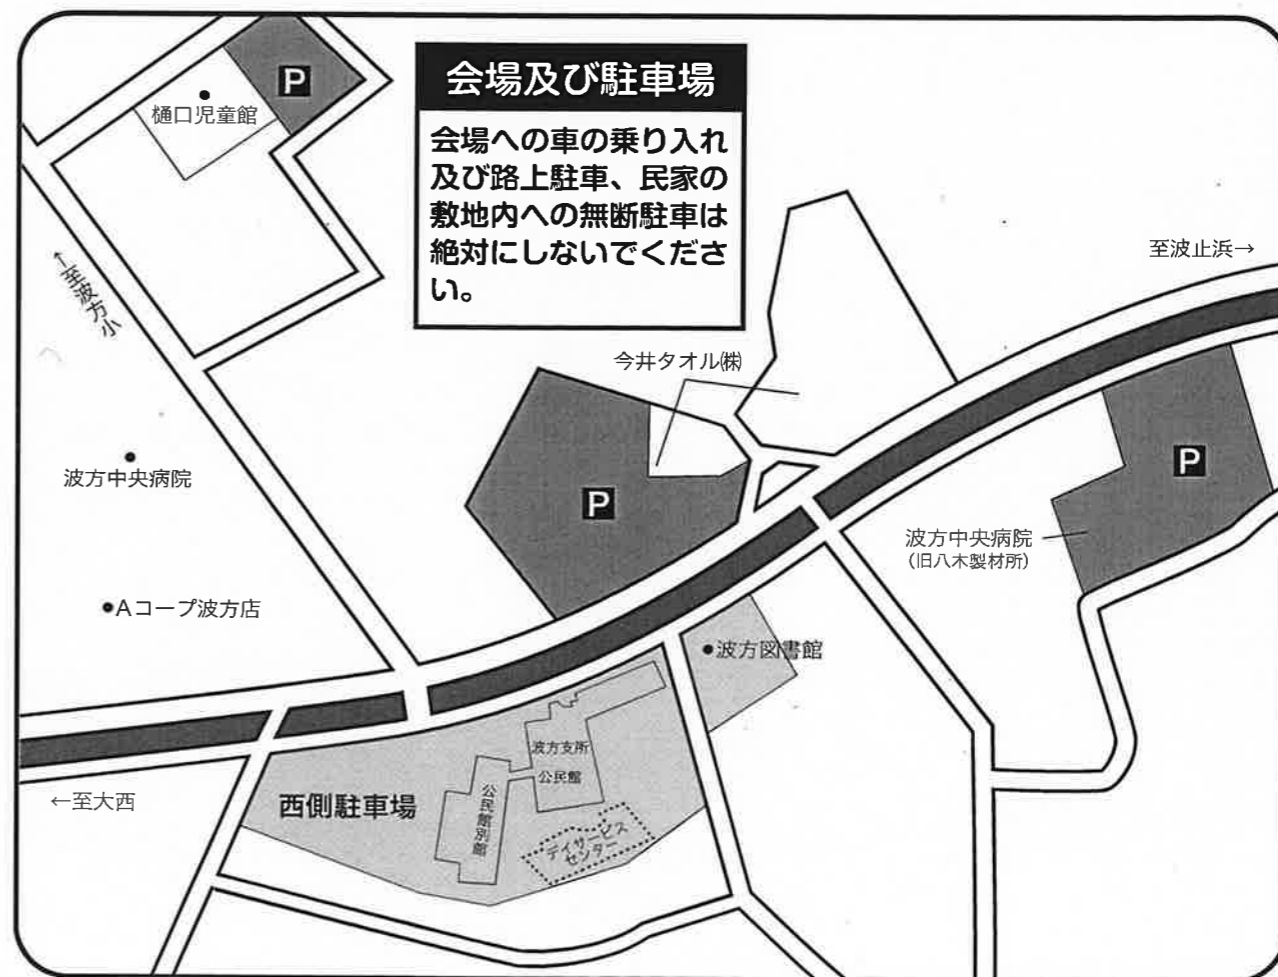 会場及び駐車場
会場への車の乗り入れ
及び路上駐車、民家の
敷地内への無断駐車は
絶対にしないでくださ
い。
P
樋口児童館
↑至波方小
至波止浜→
今井タオル㈱
波方中央病院
P
P
波方中央病院
(旧八木製材所)
Aコープ波方店
波方図書館
波方支所
公民館
←至大西
西側駐車場
公民館別館
デイサービス
センター